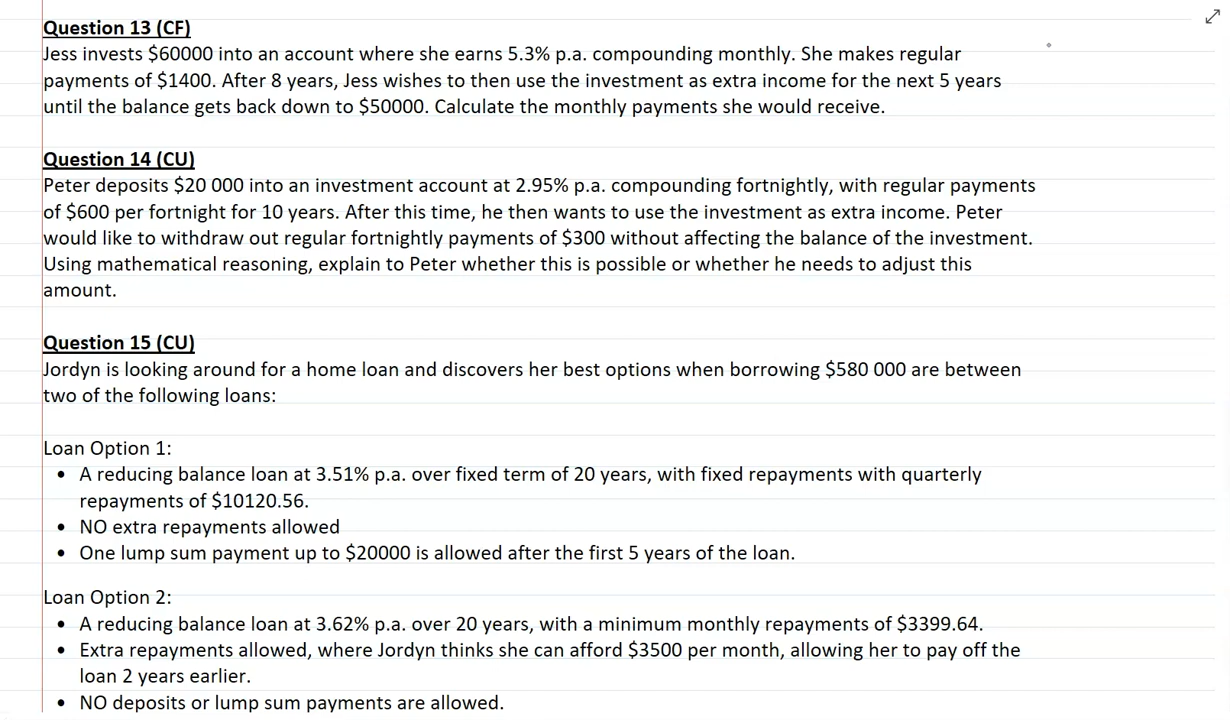 Question 13 (CF)
Jess invests $60000 into an account where she earns 5.3% p.a. compounding monthly. She makes regular
payments of $1400. After 8 years, Jess wishes to then use the investment as extra income for the next 5 years
until the balance gets back down to $50000. Calculate the monthly payments she would receive.
Question 14 (CU)
Peter deposits $20 000 into an investment account at 2.95% p.a. compounding fortnightly, with regular payments
of $600 per fortnight for 10 years. After this time, he then wants to use the investment as extra income. Peter
would like to withdraw out regular fortnightly payments of $300 without affecting the balance of the investment.
Using mathematical reasoning, explain to Peter whether this is possible or whether he needs to adjust this
amount.
Question 15 (CU)
Jordyn is looking around for a home loan and discovers her best options when borrowing $580 000 are between
two of the following loans:
Loan Option 1:
• A reducing balance loan at 3.51% p.a. over fixed term of 20 years, with fixed repayments with quarterly
repayments of $10120.56.
• NO extra repayments allowed
• One lump sum payment up to $20000 is allowed after the first 5 years of the loan.
Loan Option 2:
• A reducing balance loan at 3.62% p.a. over 20 years, with a minimum monthly repayments of $3399.64.
• Extra repayments allowed, where Jordyn thinks she can afford $3500 per month, allowing her to pay off the
loan 2 years earlier.
• NO deposits or lump sum payments are allowed.